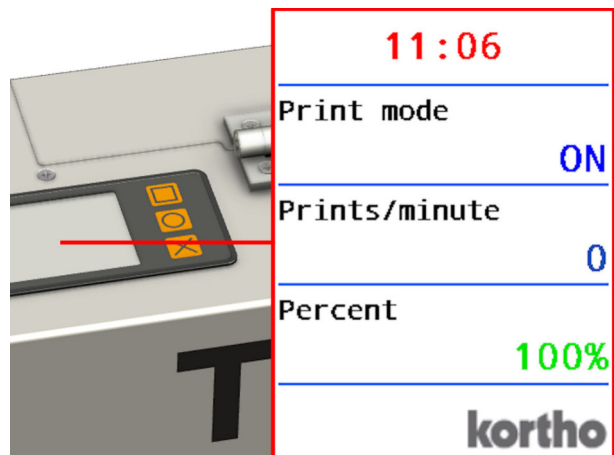 11:06
Print mode
ON
Prints/minute
0
Percent
100%
kortho
T